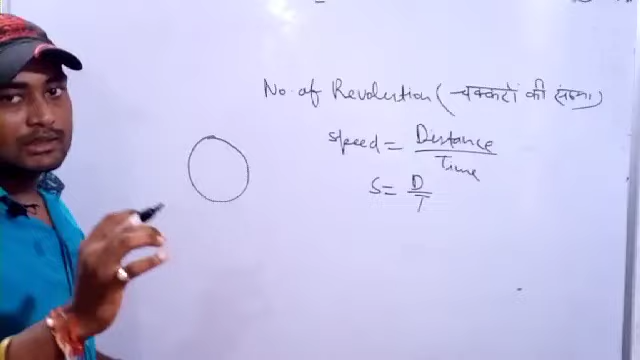 No. of Revolution (चक्करों की संख्या)
speed = Distance / Time
S = D / T